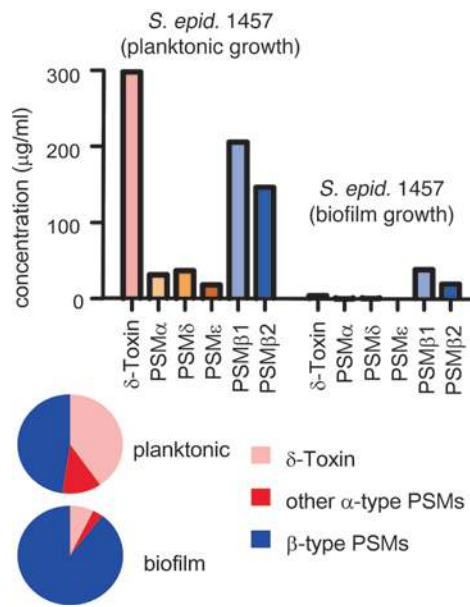 S. epid. 1457
(planktonic growth)
300
200
100
0
concentration (μg/ml)
S. epid. 1457
(biofilm growth)
δ-Toxin
PSMα
PSMδ
PSMε
PSMβ1
PSMβ2
δ-Toxin
PSMα
PSMδ
PSMε
PSMβ1
PSMβ2
planktonic
biofilm
δ-Toxin
other α-type PSMs
β-type PSMs